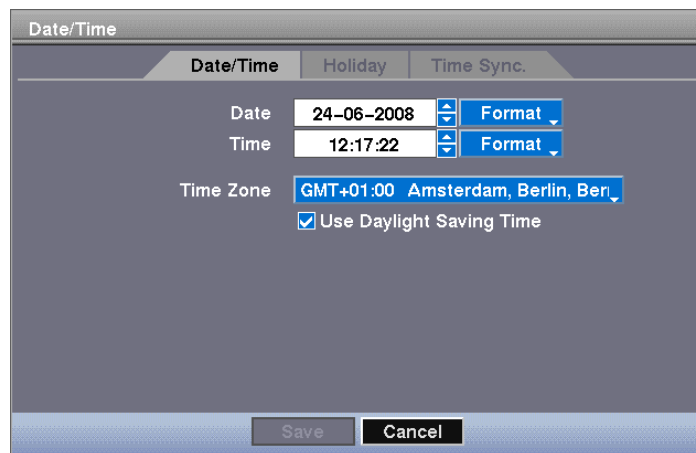 Date/Time
Date/Time Holiday Time Sync.
Date 24-06-2008 Format
Time 12:17:22 Format
Time Zone GMT+01:00 Amsterdam, Berlin, Ber
Use Daylight Saving Time
Save Cancel